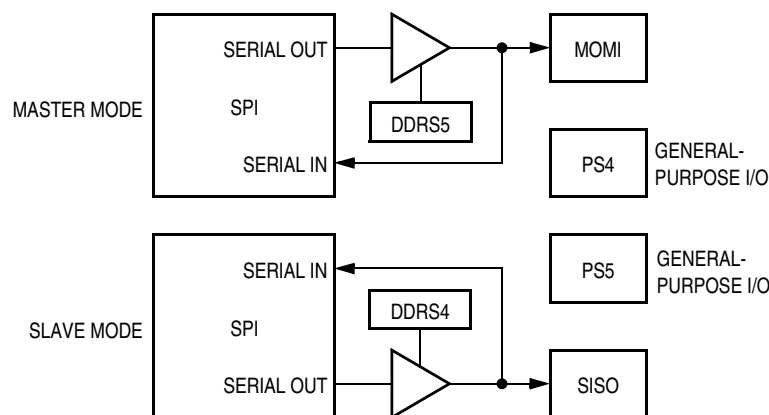 SERIAL OUT
MOMI
MASTER MODE
SPI
DDRS5
SERIAL IN
PS4
GENERAL-
PURPOSE I/O
SERIAL IN
PS5
GENERAL-
PURPOSE I/O
DDRS4
SLAVE MODE
SPI
SERIAL OUT
SISO